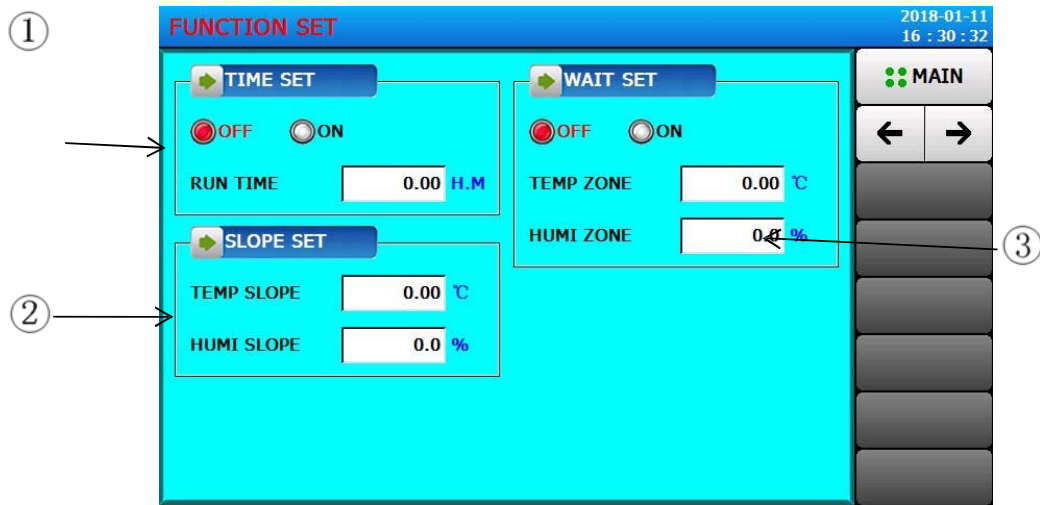 ①
FUNCTION SET
2018-01-11
16 : 30 : 32
TIME SET
OFF ON
RUN TIME 0.00 H.M
SLOPE SET
TEMP SLOPE 0.00 ℃
HUMI SLOPE 0.0 %
WAIT SET
OFF ON
TEMP ZONE 0.00 ℃
HUMI ZONE 0.0 %
MAIN
← →
②
③